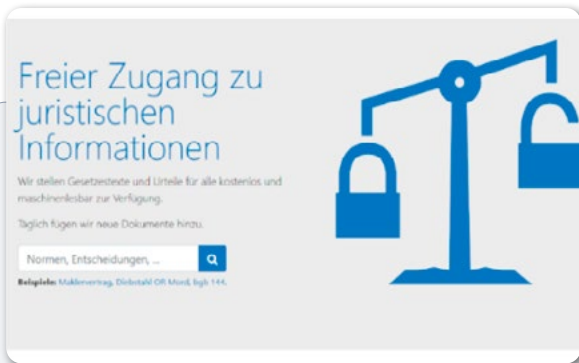 Freier Zugang zu
juristischen
Informationen
Wir stellen Gesetzestexte und Urteile für alle kostenlos und
maschinenlesbar zur Verfügung.
Täglich fügen wir neue Dokumente hinzu.
Normen, Entscheidungen, ...
Beispiele: Maklervertrag, Diebstahl OR Mord, bgb 144.